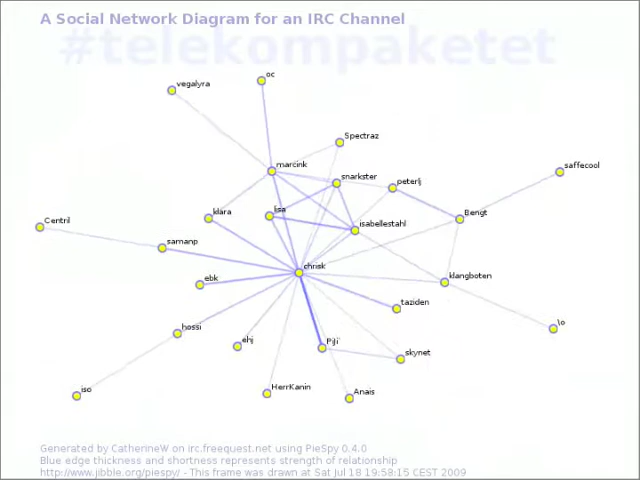 A Social Network Diagram for an IRC Channel
#telekompaketet
oc
vegalyra
Spectraz
marcink
saffecool
snarkster
peterlj
klara
lisa
Bengt
Centril
isabellestahl
samanp
chrisk
ebk
klangboten
taziden
hossi
lo
ehj
PiJi`
skynet
iso
HerrKanin
Anais
Generated by CatherineW on irc.freequest.net using PieSpy 0.4.0
Blue edge thickness and shortness represents strength of relationship
http://www.jibble.org/piespy/ - This frame was drawn at Sat Jul 18 19:58:15 CEST 2009